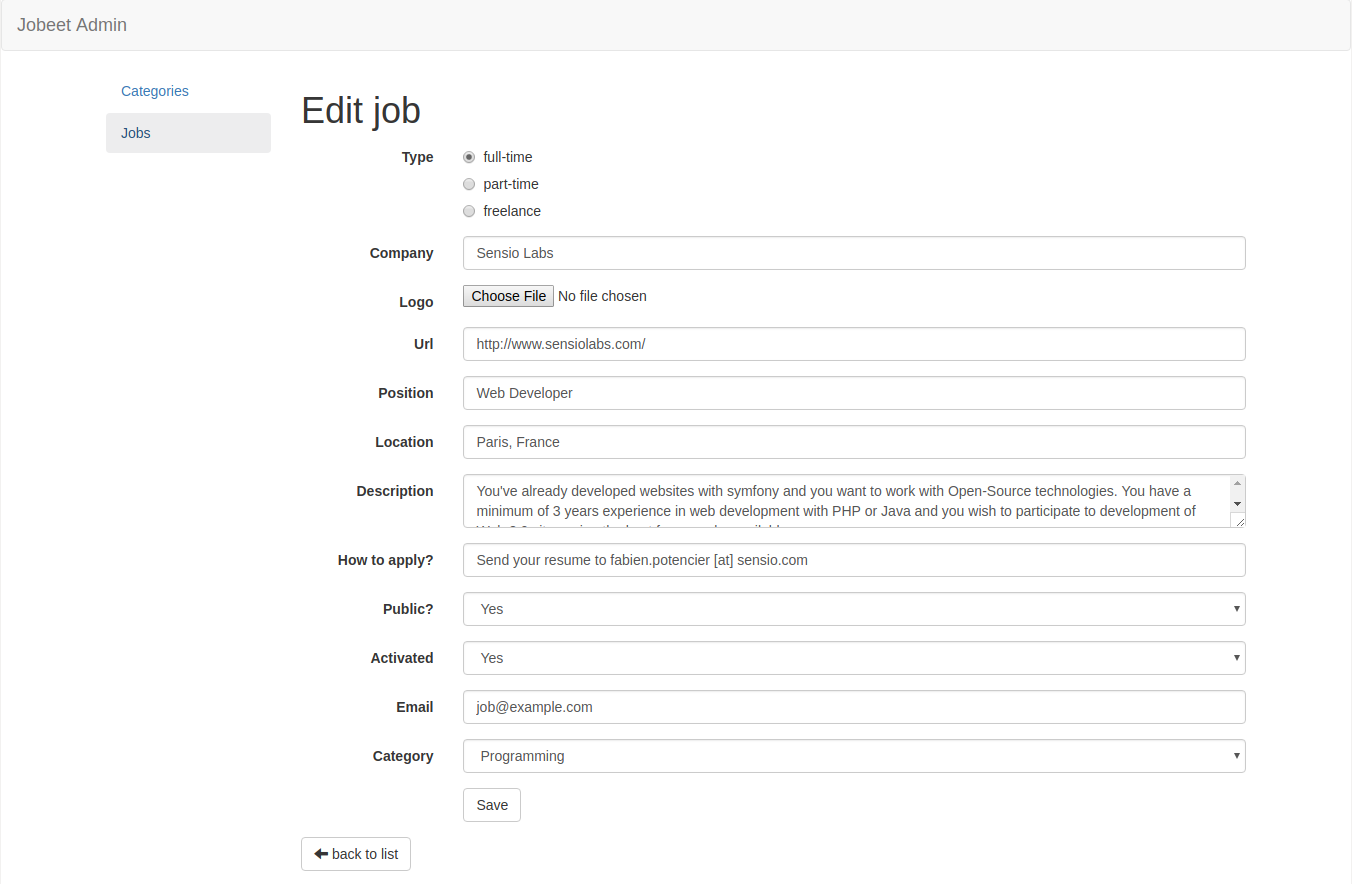 Jobeet Admin
Categories
Jobs
Edit job
Type
full-time
part-time
freelance
Company
Sensio Labs
Logo
Choose File No file chosen
Url
http://www.sensiolabs.com/
Position
Web Developer
Location
Paris, France
Description
You've already developed websites with symfony and you want to work with Open-Source technologies. You have a
minimum of 3 years experience in web development with PHP or Java and you wish to participate to development of
How to apply?
Send your resume to fabien.potencier [at] sensio.com
Public?
Yes
Activated
Yes
Email
job@example.com
Category
Programming
Save
back to list